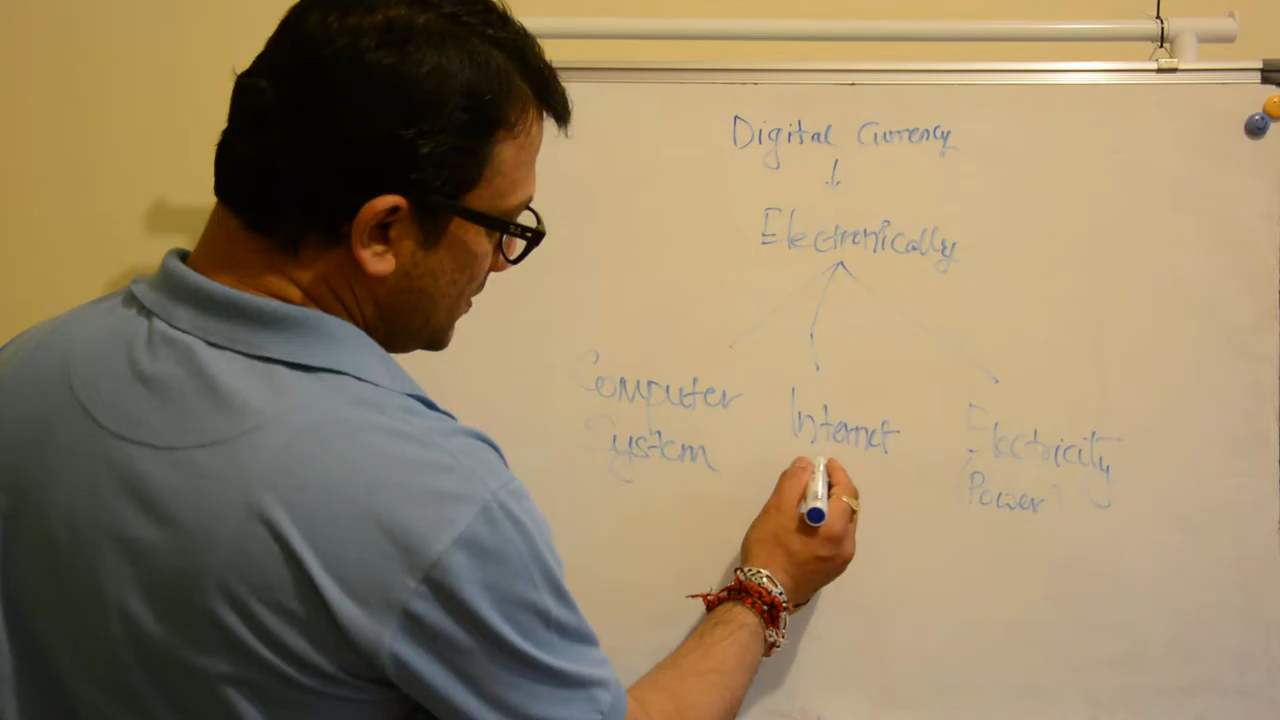 Digital Currency
Electronically
Computer
System
Internet
Electricity
Power